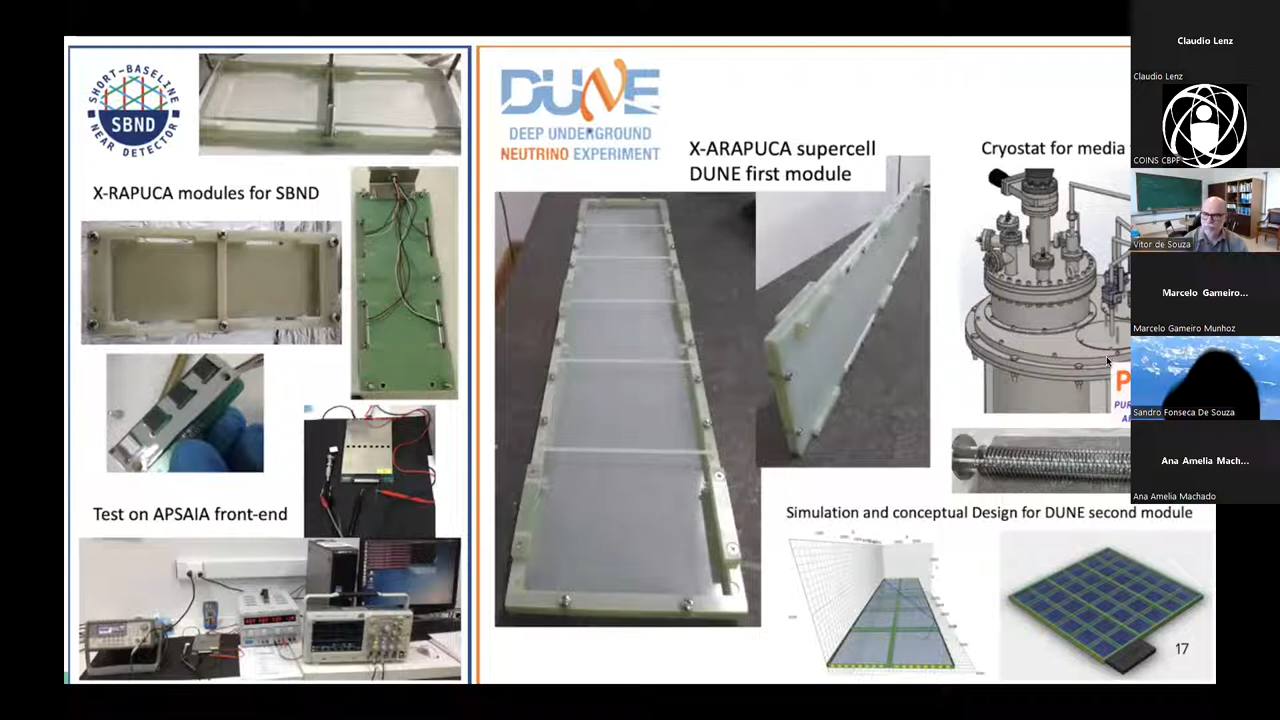 SHORT-BASELINE
SBND
NEAR DETECTOR
X-RAPUCA modules for SBND
Test on APSAIA front-end
DUNE
DEEP UNDERGROUND
NEUTRINO EXPERIMENT
X-ARAPUCA supercell
DUNE first module
Cryostat for media
P
PUR
Simulation and conceptual Design for DUNE second module
17
Claudio Lenz
Claudio Lenz
COINS CBPF
Vitor de Souza
Marcelo Gameiro...
Marcelo Gameiro Munhoz
Sandro Fonseca De Souza
Ana Amelia Mach...
Ana Amelia Machado